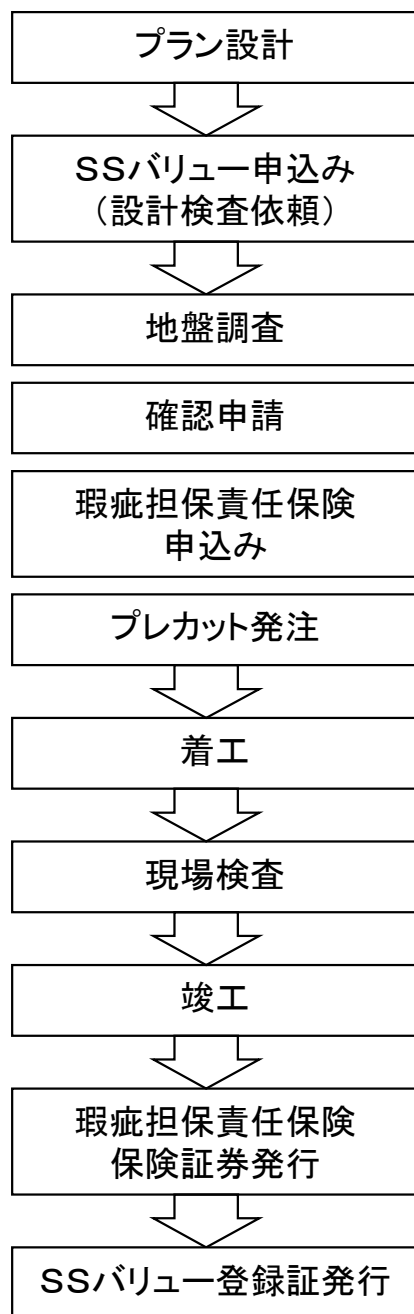 プラン設計
SSバリュー申込み
（設計検査依頼）
地盤調査
確認申請
瑕疵担保責任保険
申込み
プレカット発注
着工
現場検査
竣工
瑕疵担保責任保険
保険証券発行
SSバリュー登録証発行